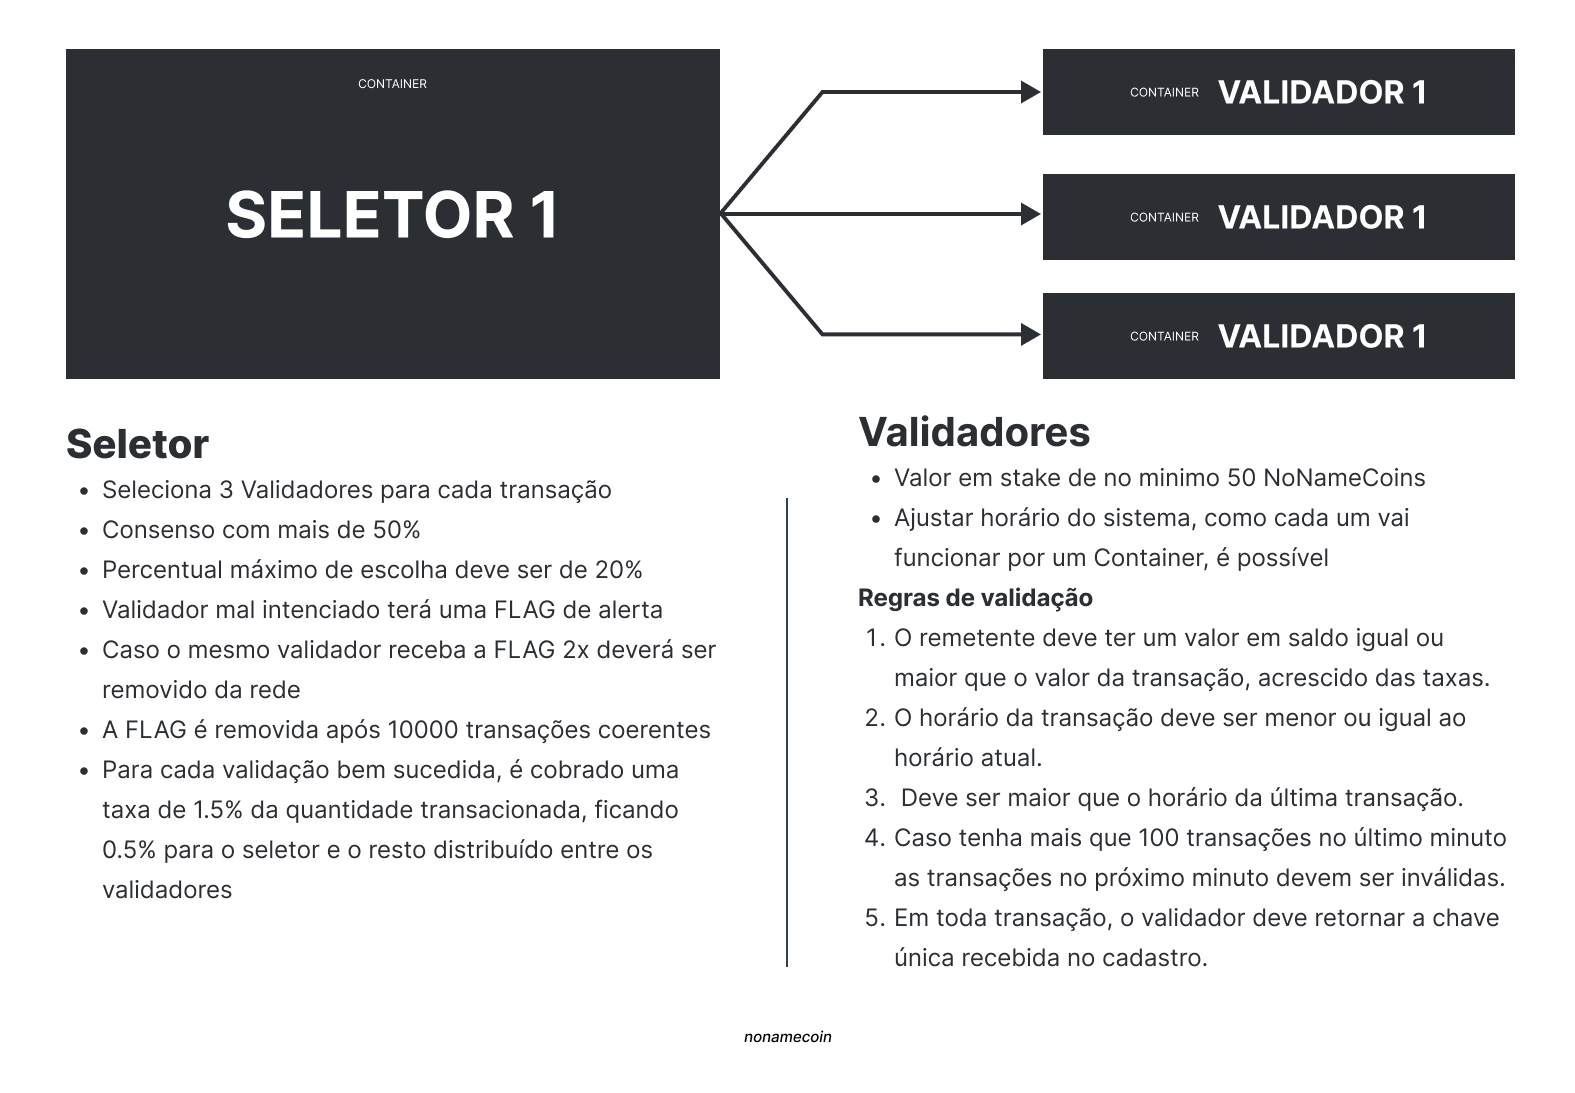 CONTAINER
SELETOR 1
CONTAINER VALIDADOR 1
CONTAINER VALIDADOR 1
CONTAINER VALIDADOR 1
Seletor
• Seleciona 3 Validadores para cada transação
• Consenso com mais de 50%
• Percentual máximo de escolha deve ser de 20%
• Validador mal intenciado terá uma FLAG de alerta
• Caso o mesmo validador receba a FLAG 2x deverá ser
removido da rede
• A FLAG é removida após 10000 transações coerentes
• Para cada validação bem sucedida, é cobrado uma
taxa de 1.5% da quantidade transacionada, ficando
0.5% para o seletor e o resto distribuído entre os
validadores
Validadores
• Valor em stake de no minimo 50 NoNameCoins
• Ajustar horário do sistema, como cada um vai
funcionar por um Container, é possível
Regras de validação
1. O remetente deve ter um valor em saldo igual ou
maior que o valor da transação, acrescido das taxas.
2. O horário da transação deve ser menor ou igual ao
horário atual.
3. Deve ser maior que o horário da última transação.
4. Caso tenha mais que 100 transações no último minuto
as transações no próximo minuto devem ser inválidas.
5. Em toda transação, o validador deve retornar a chave
única recebida no cadastro.
nonamecoin